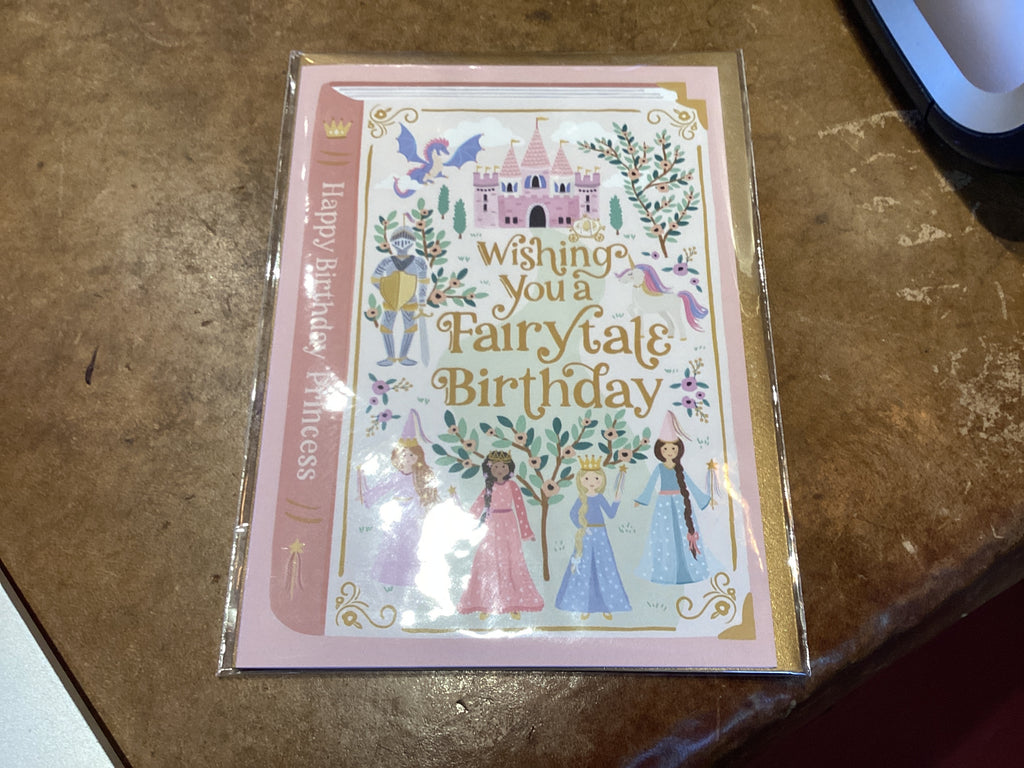 Happy Birthday Princess
Wishing
You a
Fairytale
Birthday